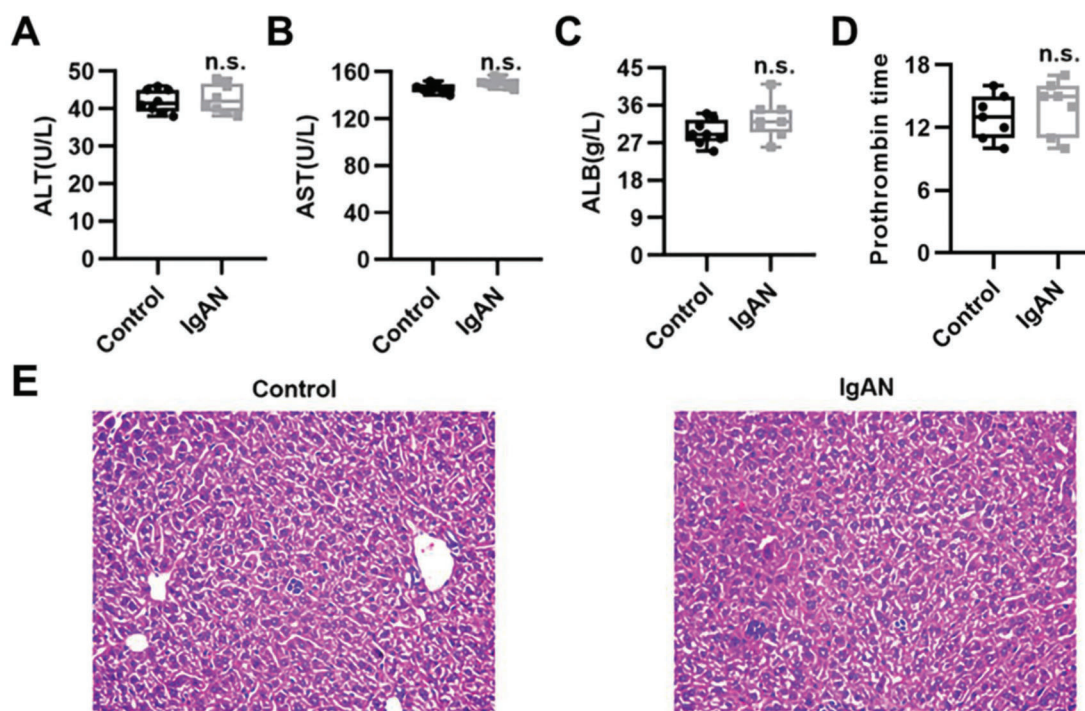 A
ALT(U/L)
50
40
30
20
10
0
n.s.
Control
IgAN
B
AST(U/L)
160
120
80
40
0
n.s.
Control
IgAN
C
ALB(g/L)
45
36
27
18
9
0
n.s.
Control
IgAN
D
Prothrombin time
18
12
6
0
n.s.
Control
IgAN
E
Control
IgAN